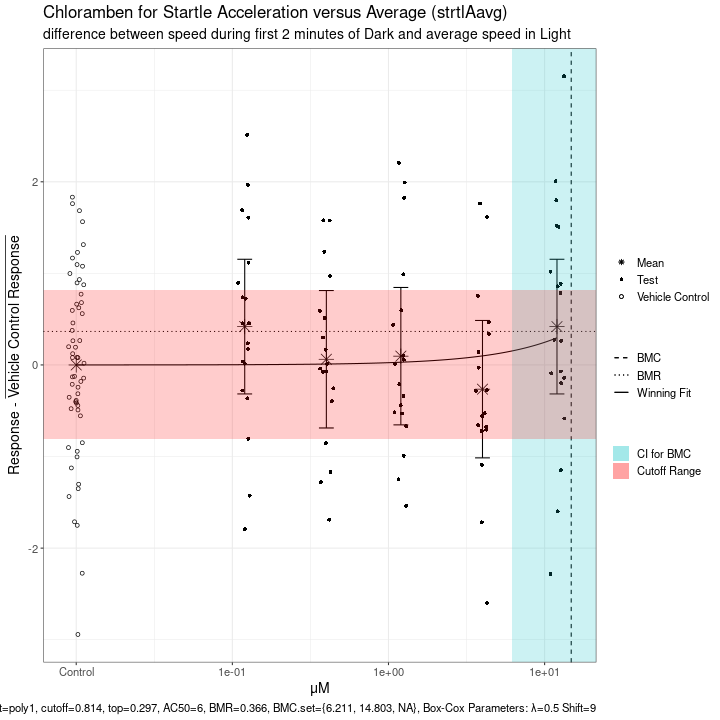 Chloramben for Startle Acceleration versus Average (strtlAavg)
difference between speed during first 2 minutes of Dark and average speed in Light
Response - Vehicle Control Response
2
0
-2
Control
1e-01
1e+00
1e+01
μM
Mean
Test
Vehicle Control
BMC
BMR
Winning Fit
CI for BMC
Cutoff Range
t=poly1, cutoff=0.814, top=0.297, AC50=6, BMR=0.366, BMC.set={6.211, 14.803, NA}, Box-Cox Parameters: λ=0.5 Shift=9